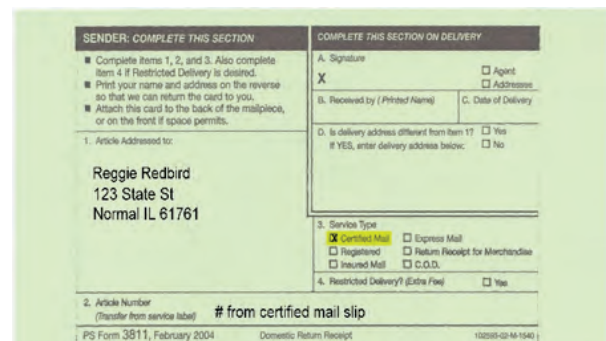 SENDER: COMPLETE THIS SECTION
■ Complete items 1, 2, and 3. Also complete
item 4 if Restricted Delivery is desired.
■ Print your name and address on the reverse
so that we can return the card to you.
■ Attach this card to the back of the mailpiece,
or on the front if space permits.
1. Article Addressed to:
Reggie Redbird
123 State St
Normal IL 61761
2. Article Number
(Transfer from service label)
# from certified mail slip
COMPLETE THIS SECTION ON DELIVERY
A. Signature
X
☐ Agent
☐ Addressee
B. Received by (Printed Name)
C. Date of Delivery
D. Is delivery address different from item 1? ☐ Yes
If YES, enter delivery address below: ☐ No
3. Service Type
☒ Certified Mail ☐ Express Mail
☐ Registered ☐ Return Receipt for Merchandise
☐ Insured Mail ☐ C.O.D.
4. Restricted Delivery? (Extra Fee) ☐ Yes
PS Form 3811, February 2004
Domestic Return Receipt
102595-02-M-1540